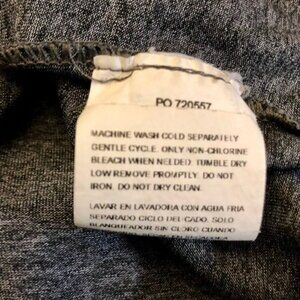 PO 720557
MACHINE WASH COLD SEPARATELY
GENTLE CYCLE. ONLY NON-CHLORINE
BLEACH WHEN NEEDED. TUMBLE DRY
LOW REMOVE PROMPTLY. DO NOT
IRON. DO NOT DRY CLEAN.
LAVAR EN LAVADORA CON AGUA FRIA
SEPARADO CICLO DELICADO. SOLO
BLANQUEADOR SIN CLORO CUANDO